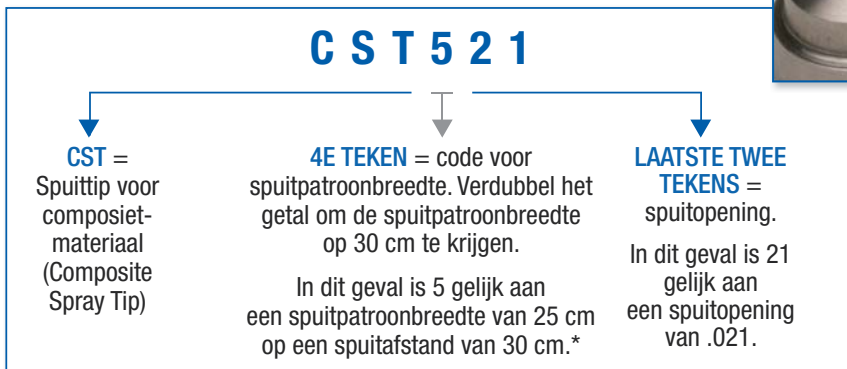 CST521
CST =
Spuittip voor
composiet-
materiaal
(Composite
Spray Tip)
4E TEKEN = code voor
spuitpatroonbreedte. Verdubbel het
getal om de spuitpatroonbreedte
op 30 cm te krijgen.
In dit geval is 5 gelijk aan
een spuitpatroonbreedte van 25 cm
op een spuitafstand van 30 cm.*
LAATSTE TWEE
TEKENS =
spuitopening.
In dit geval is 21
gelijk aan
een spuitopening
van .021.